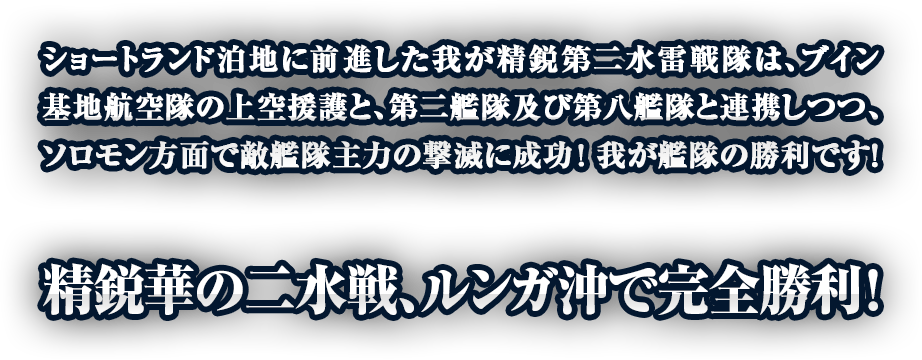 ショートランド泊地に前進した我が精鋭第二水雷戦隊は、ブイン
基地航空隊の上空援護と、第二艦隊及び第八艦隊と連携しつつ、
ソロモン方面で敵艦隊主力の撃滅に成功! 我が艦隊の勝利です!
精鋭華の二水戦、ルンガ沖で完全勝利!